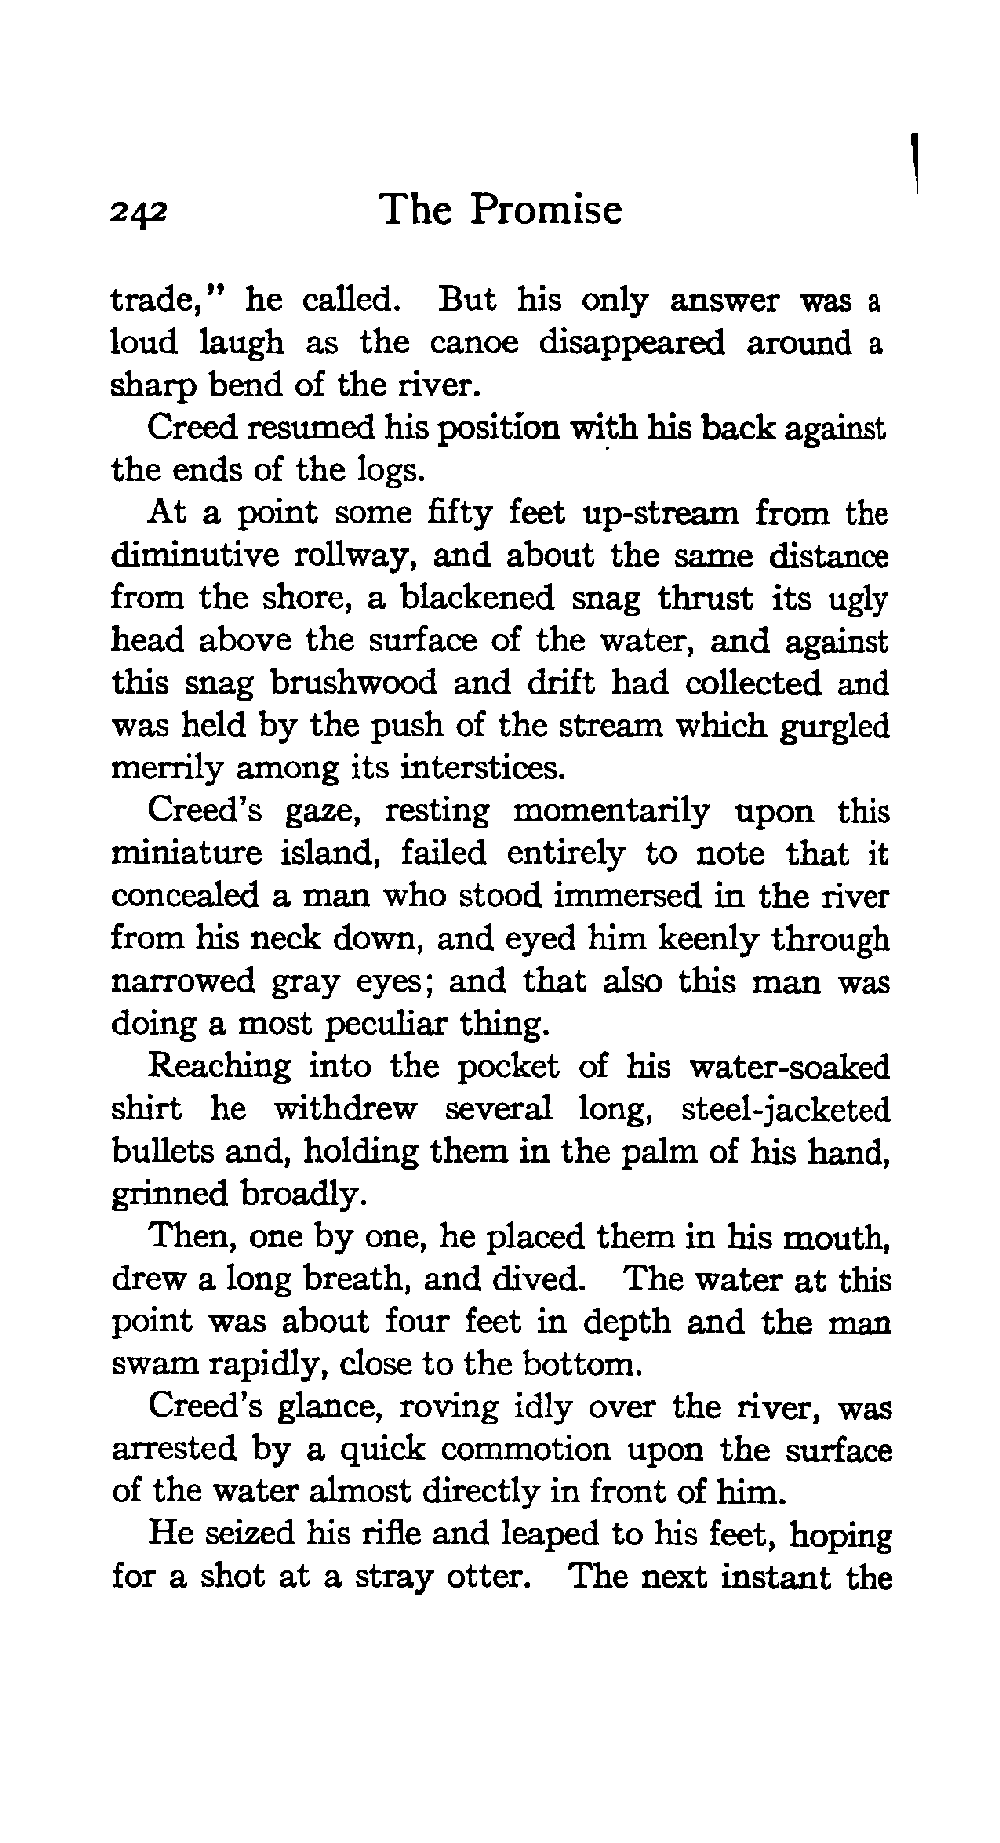 242 The Promise
trade," he called. But his only answer was a
loud laugh as the canoe disappeared around a
sharp bend of the river.
Creed resumed his position with his back against
the ends of the logs.
At a point some fifty feet up-stream from the
diminutive rollway, and about the same distance
from the shore, a blackened snag thrust its ugly
head above the surface of the water, and against
this snag brushwood and drift had collected and
was held by the push of the stream which gurgled
merrily among its interstices.
Creed's gaze, resting momentarily upon this
miniature island, failed entirely to note that it
concealed a man who stood immersed in the river
from his neck down, and eyed him keenly through
narrowed gray eyes; and that also this man was
doing a most peculiar thing.
Reaching into the pocket of his water-soaked
shirt he withdrew several long, steel-jacketed
bullets and, holding them in the palm of his hand,
grinned broadly.
Then, one by one, he placed them in his mouth,
drew a long breath, and dived. The water at this
point was about four feet in depth and the man
swam rapidly, close to the bottom.
Creed's glance, roving idly over the river, was
arrested by a quick commotion upon the surface
of the water almost directly in front of him.
He seized his rifle and leaped to his feet, hoping
for a shot at a stray otter. The next instant the